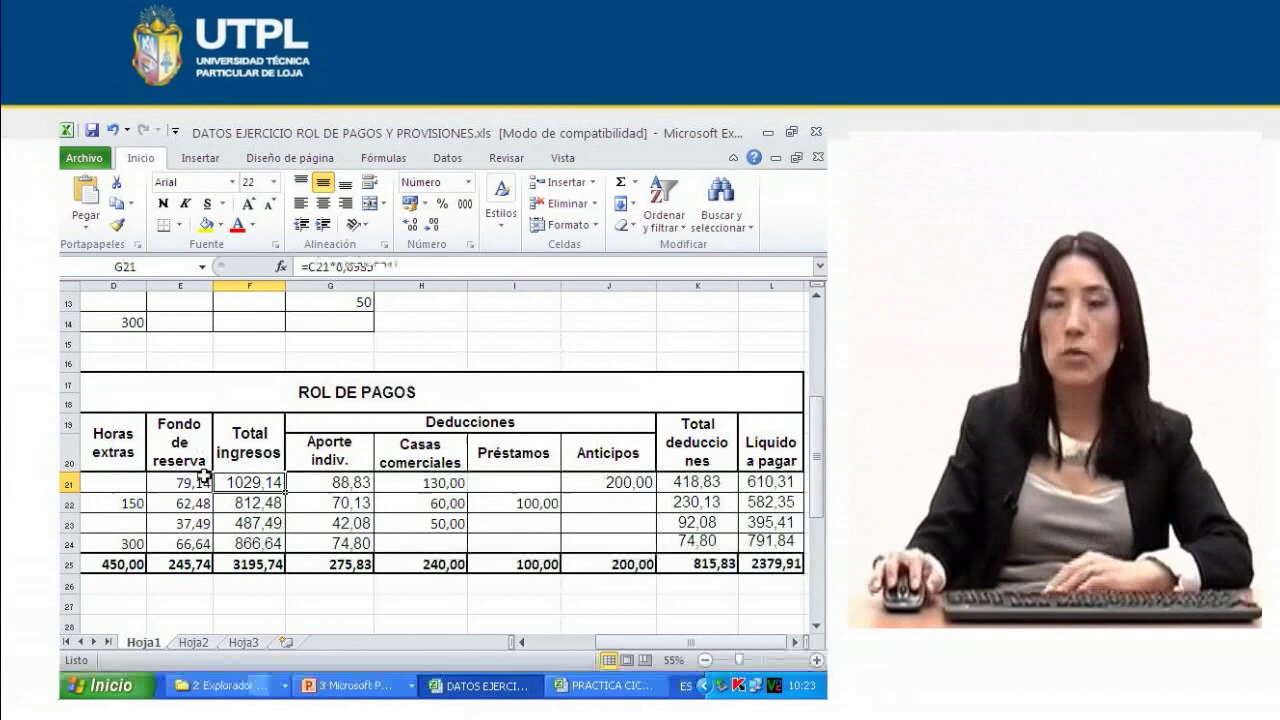 UTPL
UNIVERSIDAD TÉCNICA
PARTICULAR DE LOJA
DATOS EJERCICIO ROL DE PAGOS Y PROVISIONES.xls [Modo de compatibilidad] - Microsoft Ex...
Archivo Inicio Insertar Diseño de página Fórmulas Datos Revisar Vista
Arial 22 Número
Pegar N K S A A A % 000 Estilos Insertar Eliminar Formato Σ Ordenar y filtrar Buscar y seleccionar
Portapapeles Fuente Alineación Número Celdas Modificar
G21 fx
D E F G H I J K L
13 50
14 300
15
16
17 ROL DE PAGOS
18
19 Horas extras Fondo de reserva Total ingresos Deducciones Total deducciones Líquido a pagar
20 Aporte indiv. Casas comerciales Préstamos Anticipos
21 79,14 1029,14 88,83 130,00 200,00 418,83 610,31
22 150 62,48 812,48 70,13 60,00 100,00 230,13 582,35
23 37,49 487,49 42,08 50,00 92,08 395,41
24 300 66,64 866,64 74,80 74,80 791,84
25 450,00 245,74 3195,74 275,83 240,00 100,00 200,00 815,83 2379,91
26
27
28
Hoja1 Hoja2 Hoja3
Listo 55%
Inicio 2 Explorador ... 3 Microsoft P... DATOS EJERCI... PRACTICA CIC... ES 10:23